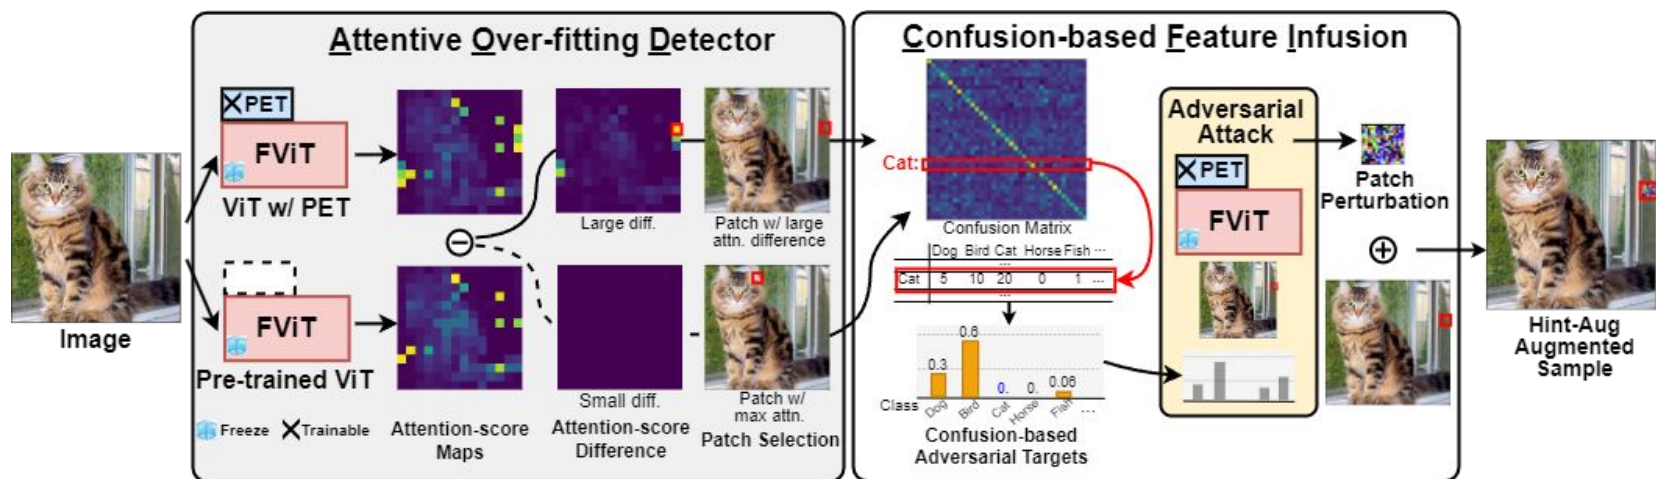 Attentive Over-fitting Detector
Confusion-based Feature Infusion
Image
PET
FViT
ViT w/ PET
FViT
Pre-trained ViT
Freeze
Trainable
Attention-score
Maps
Large diff.
Small diff.
Attention-score
Difference
Patch w/ large
attn. difference
Patch w/
max attn.
Patch Selection
Cat:
Confusion Matrix
Dog Bird Cat Horse Fish ...
...
Cat 5 10 20 0 1 ...
...
0.3
0.6
0.
0.
0.06
Class Dog Bird Cat Horse Fish ...
Confusion-based
Adversarial Targets
Adversarial
Attack
PET
FViT
Patch
Perturbation
Hint-Aug
Augmented
Sample